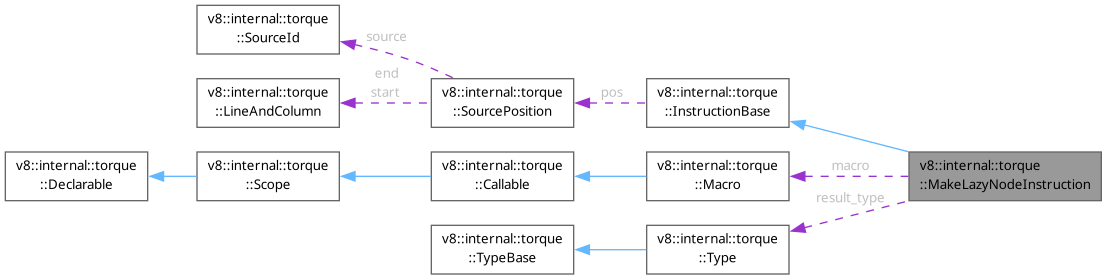 v8::internal::torque
::SourceId
source
v8::internal::torque
::LineAndColumn
end
start
v8::internal::torque
::SourcePosition
pos
v8::internal::torque
::InstructionBase
v8::internal::torque
::Declarable
v8::internal::torque
::Scope
v8::internal::torque
::Callable
v8::internal::torque
::Macro
macro
v8::internal::torque
::MakeLazyNodeInstruction
result_type
v8::internal::torque
::TypeBase
v8::internal::torque
::Type